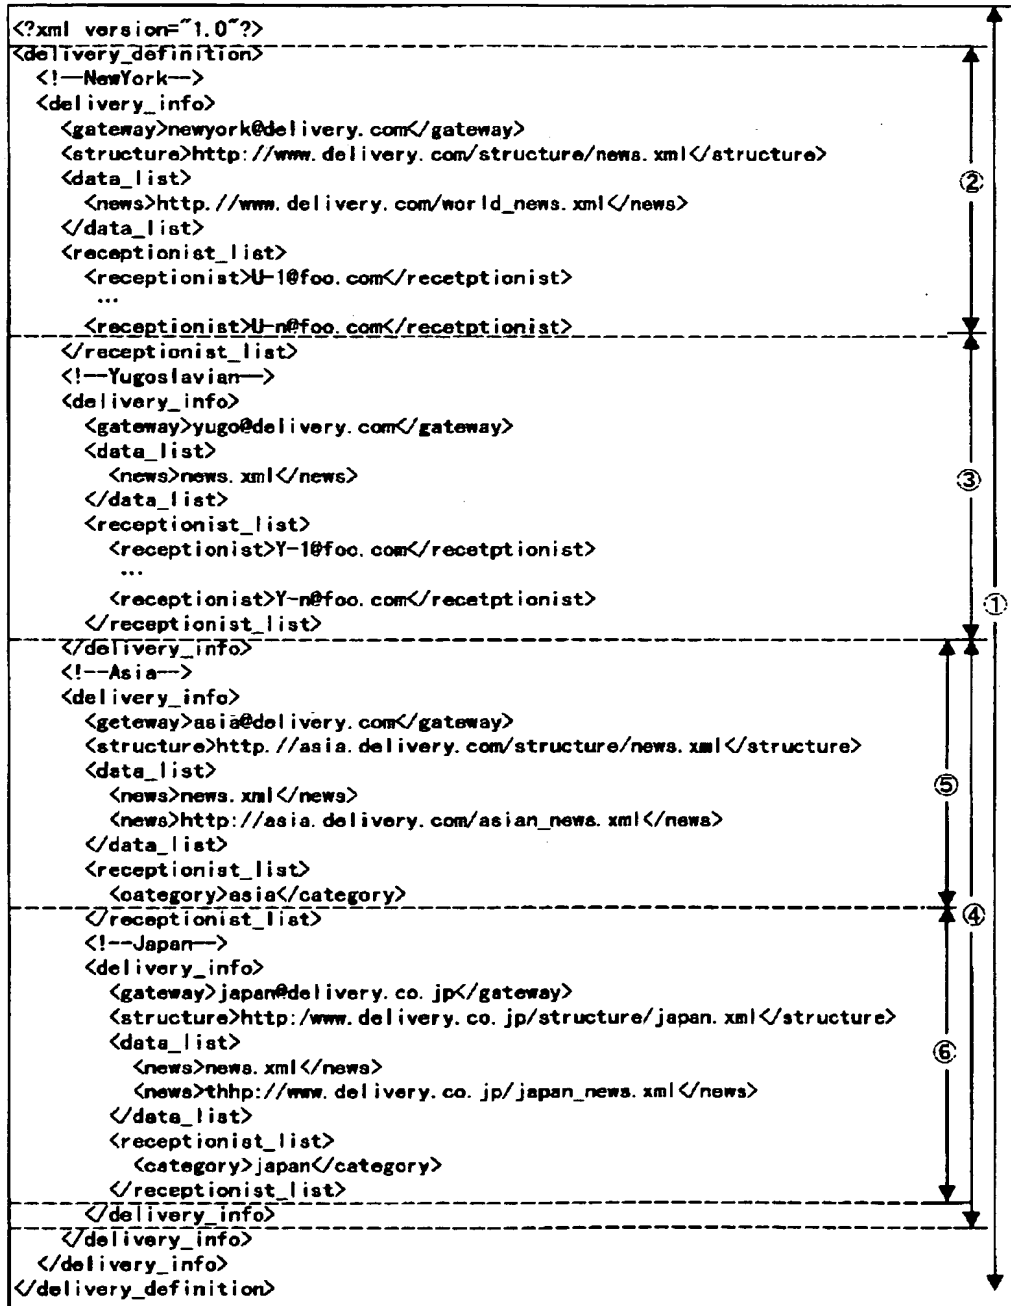 <?xml version="1.0"?>
<delivery_definition>
<!--NewYork-->
<delivery_info>
<gateway>newyork@delivery.com</gateway>
<structure>http://www.delivery.com/structure/news.xml</structure>
<data_list>
②
<news>http.//www.delivery.com/world_news.xml</news>
</data_list>
<receptionist_list>
<receptionist>U-1@foo.com</recetptionist>
...
<receptionist>U-n@foo.com</recetptionist>
</receptionist_list>
<!--Yugoslavian-->
<delivery_info>
<gateway>yugo@delivery.com</gateway>
<data_list>
<news>news.xml</news>
③
</data_list>
<receptionist_list>
<receptionist>Y-1@foo.com</recetptionist>
...
<receptionist>Y-n@foo.com</recetptionist>
①
</receptionist_list>
</delivery_info>
<!--Asia-->
<delivery_info>
<geteway>asia@delivery.com</gateway>
<structure>http.//asia.delivery.com/structure/news.xml</structure>
<data_list>
⑤
<news>news.xml</news>
<news>http://asia.delivery.com/asian_news.xml</news>
</data_list>
<receptionist_list>
<category>asia</category>
④
</receptionist_list>
<!--Japan-->
<delivery_info>
<gateway>japan@delivery.co.jp</gateway>
<structure>http:/www.delivery.co.jp/structure/japan.xml</structure>
<data_list>
⑥
<news>news.xml</news>
<news>thhp://www.delivery.co.jp/japan_news.xml</news>
</data_list>
<receptionist_list>
<category>japan</category>
</receptionist_list>
</delivery_info>
</delivery_info>
</delivery_info>
</delivery_definition>